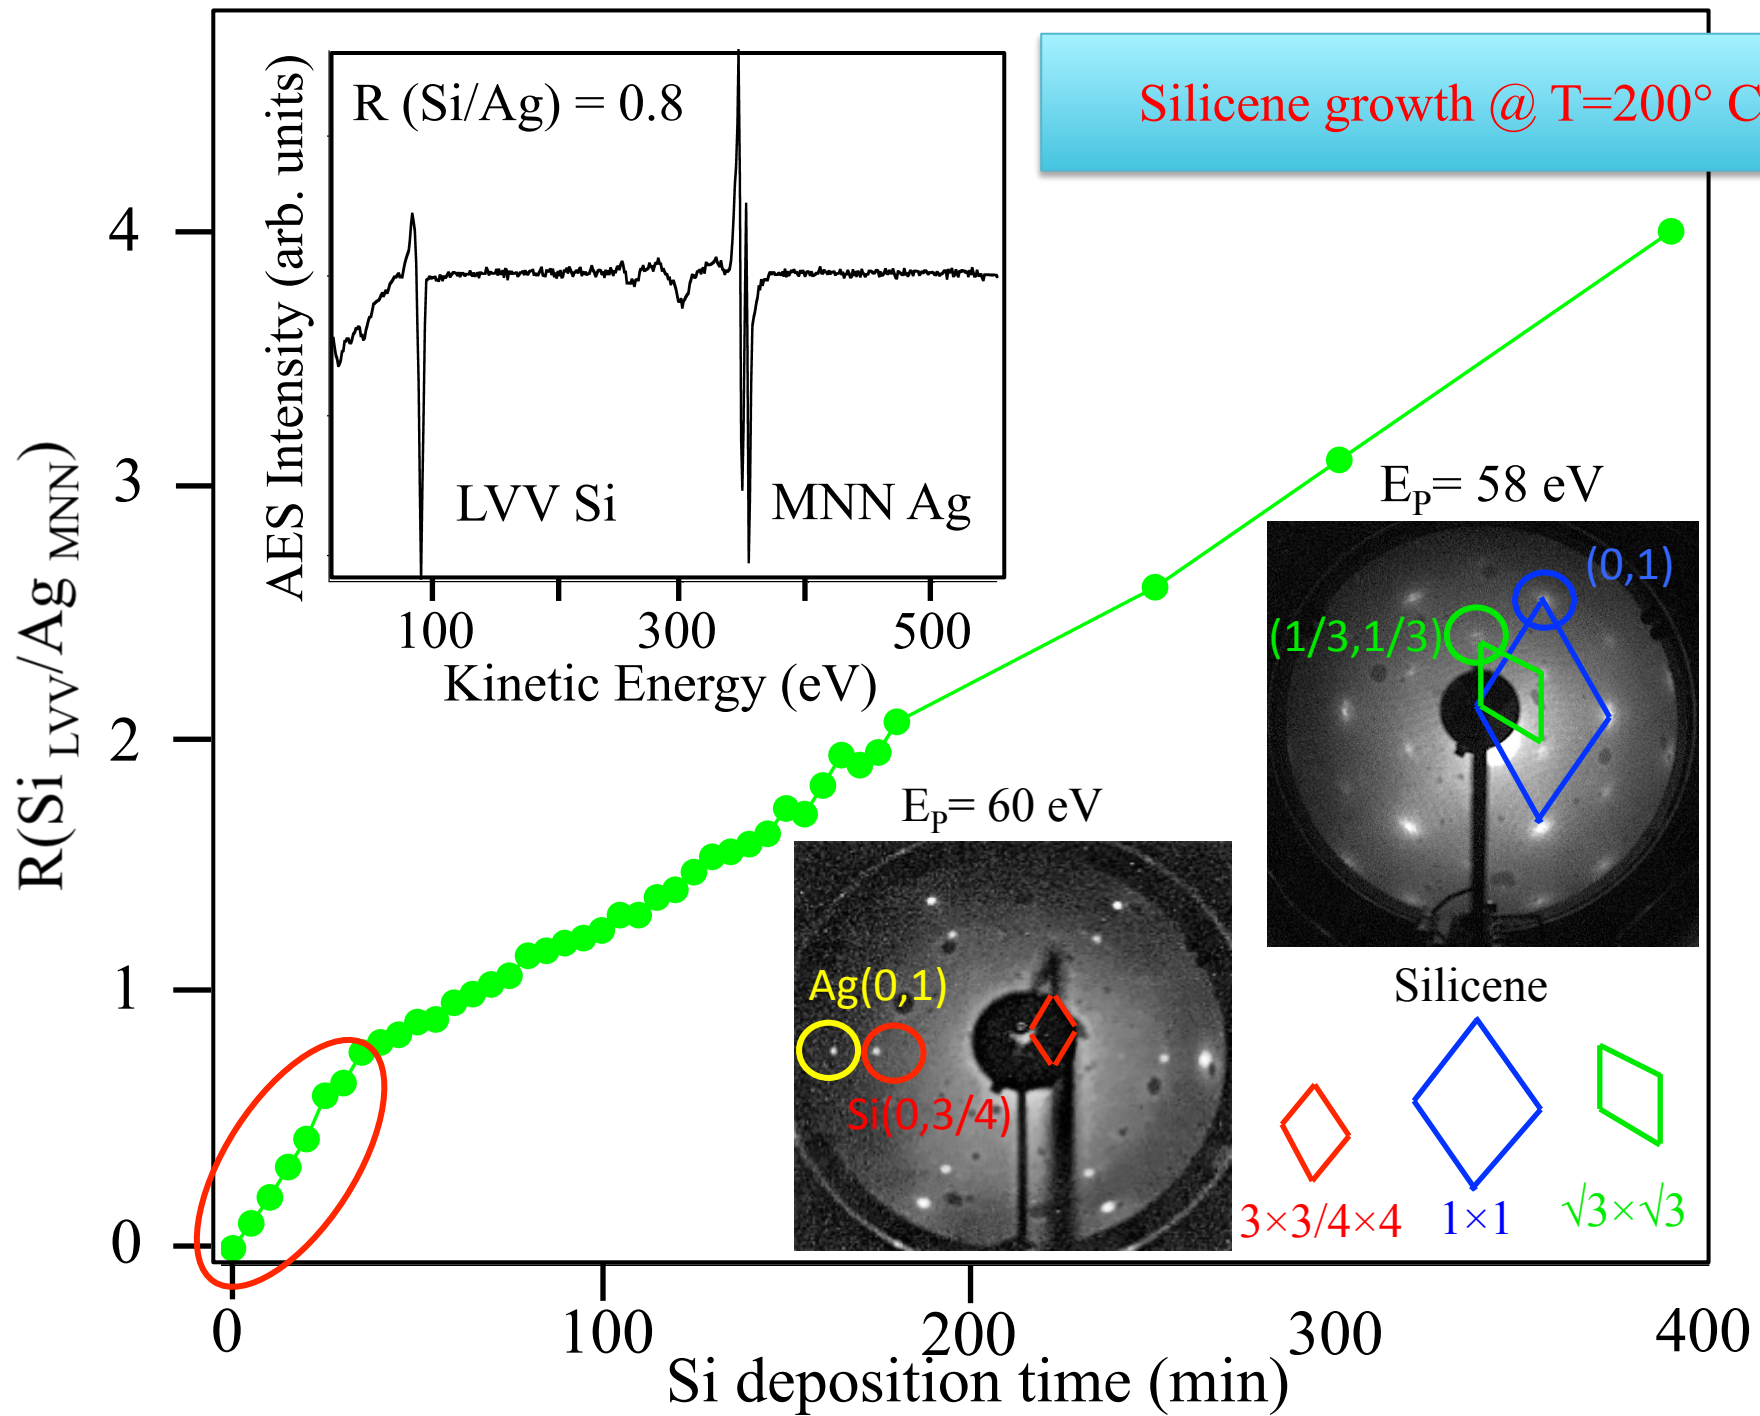 Silicene growth @ T=200° C
R (Si/Ag) = 0.8
AES Intensity (arb. units)
LVV Si
MNN Ag
100
300
500
Kinetic Energy (eV)
4
3
2
1
0
R(Si LVV/Ag MNN)
EP= 58 eV
(0,1)
(1/3,1/3)
EP= 60 eV
Ag(0,1)
Si(0,3/4)
Silicene
3×3/4×4
1×1
√3×√3
0
100
200
300
400
Si deposition time (min)